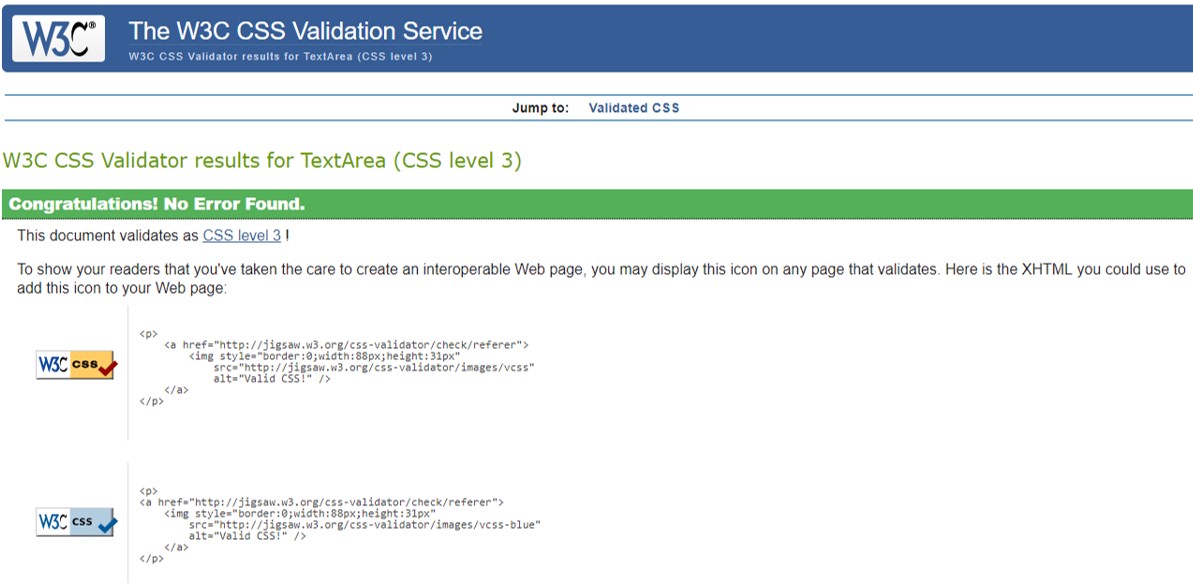 W3C® The W3C CSS Validation Service
W3C CSS Validator results for TextArea (CSS level 3)
Jump to: Validated CSS
W3C CSS Validator results for TextArea (CSS level 3)
Congratulations! No Error Found.
This document validates as CSS level 3 !
To show your readers that you've taken the care to create an interoperable Web page, you may display this icon on any page that validates. Here is the XHTML you could use to
add this icon to your Web page:
W3C css
<p>
<a href="http://jigsaw.w3.org/css-validator/check/referer">
<img style="border:0;width:88px;height:31px"
src="http://jigsaw.w3.org/css-validator/images/vcss"
alt="Valid CSS!" />
</a>
</p>
W3C css
<p>
<a href="http://jigsaw.w3.org/css-validator/check/referer">
<img style="border:0;width:88px;height:31px"
src="http://jigsaw.w3.org/css-validator/images/vcss-blue"
alt="Valid CSS!" />
</a>
</p>